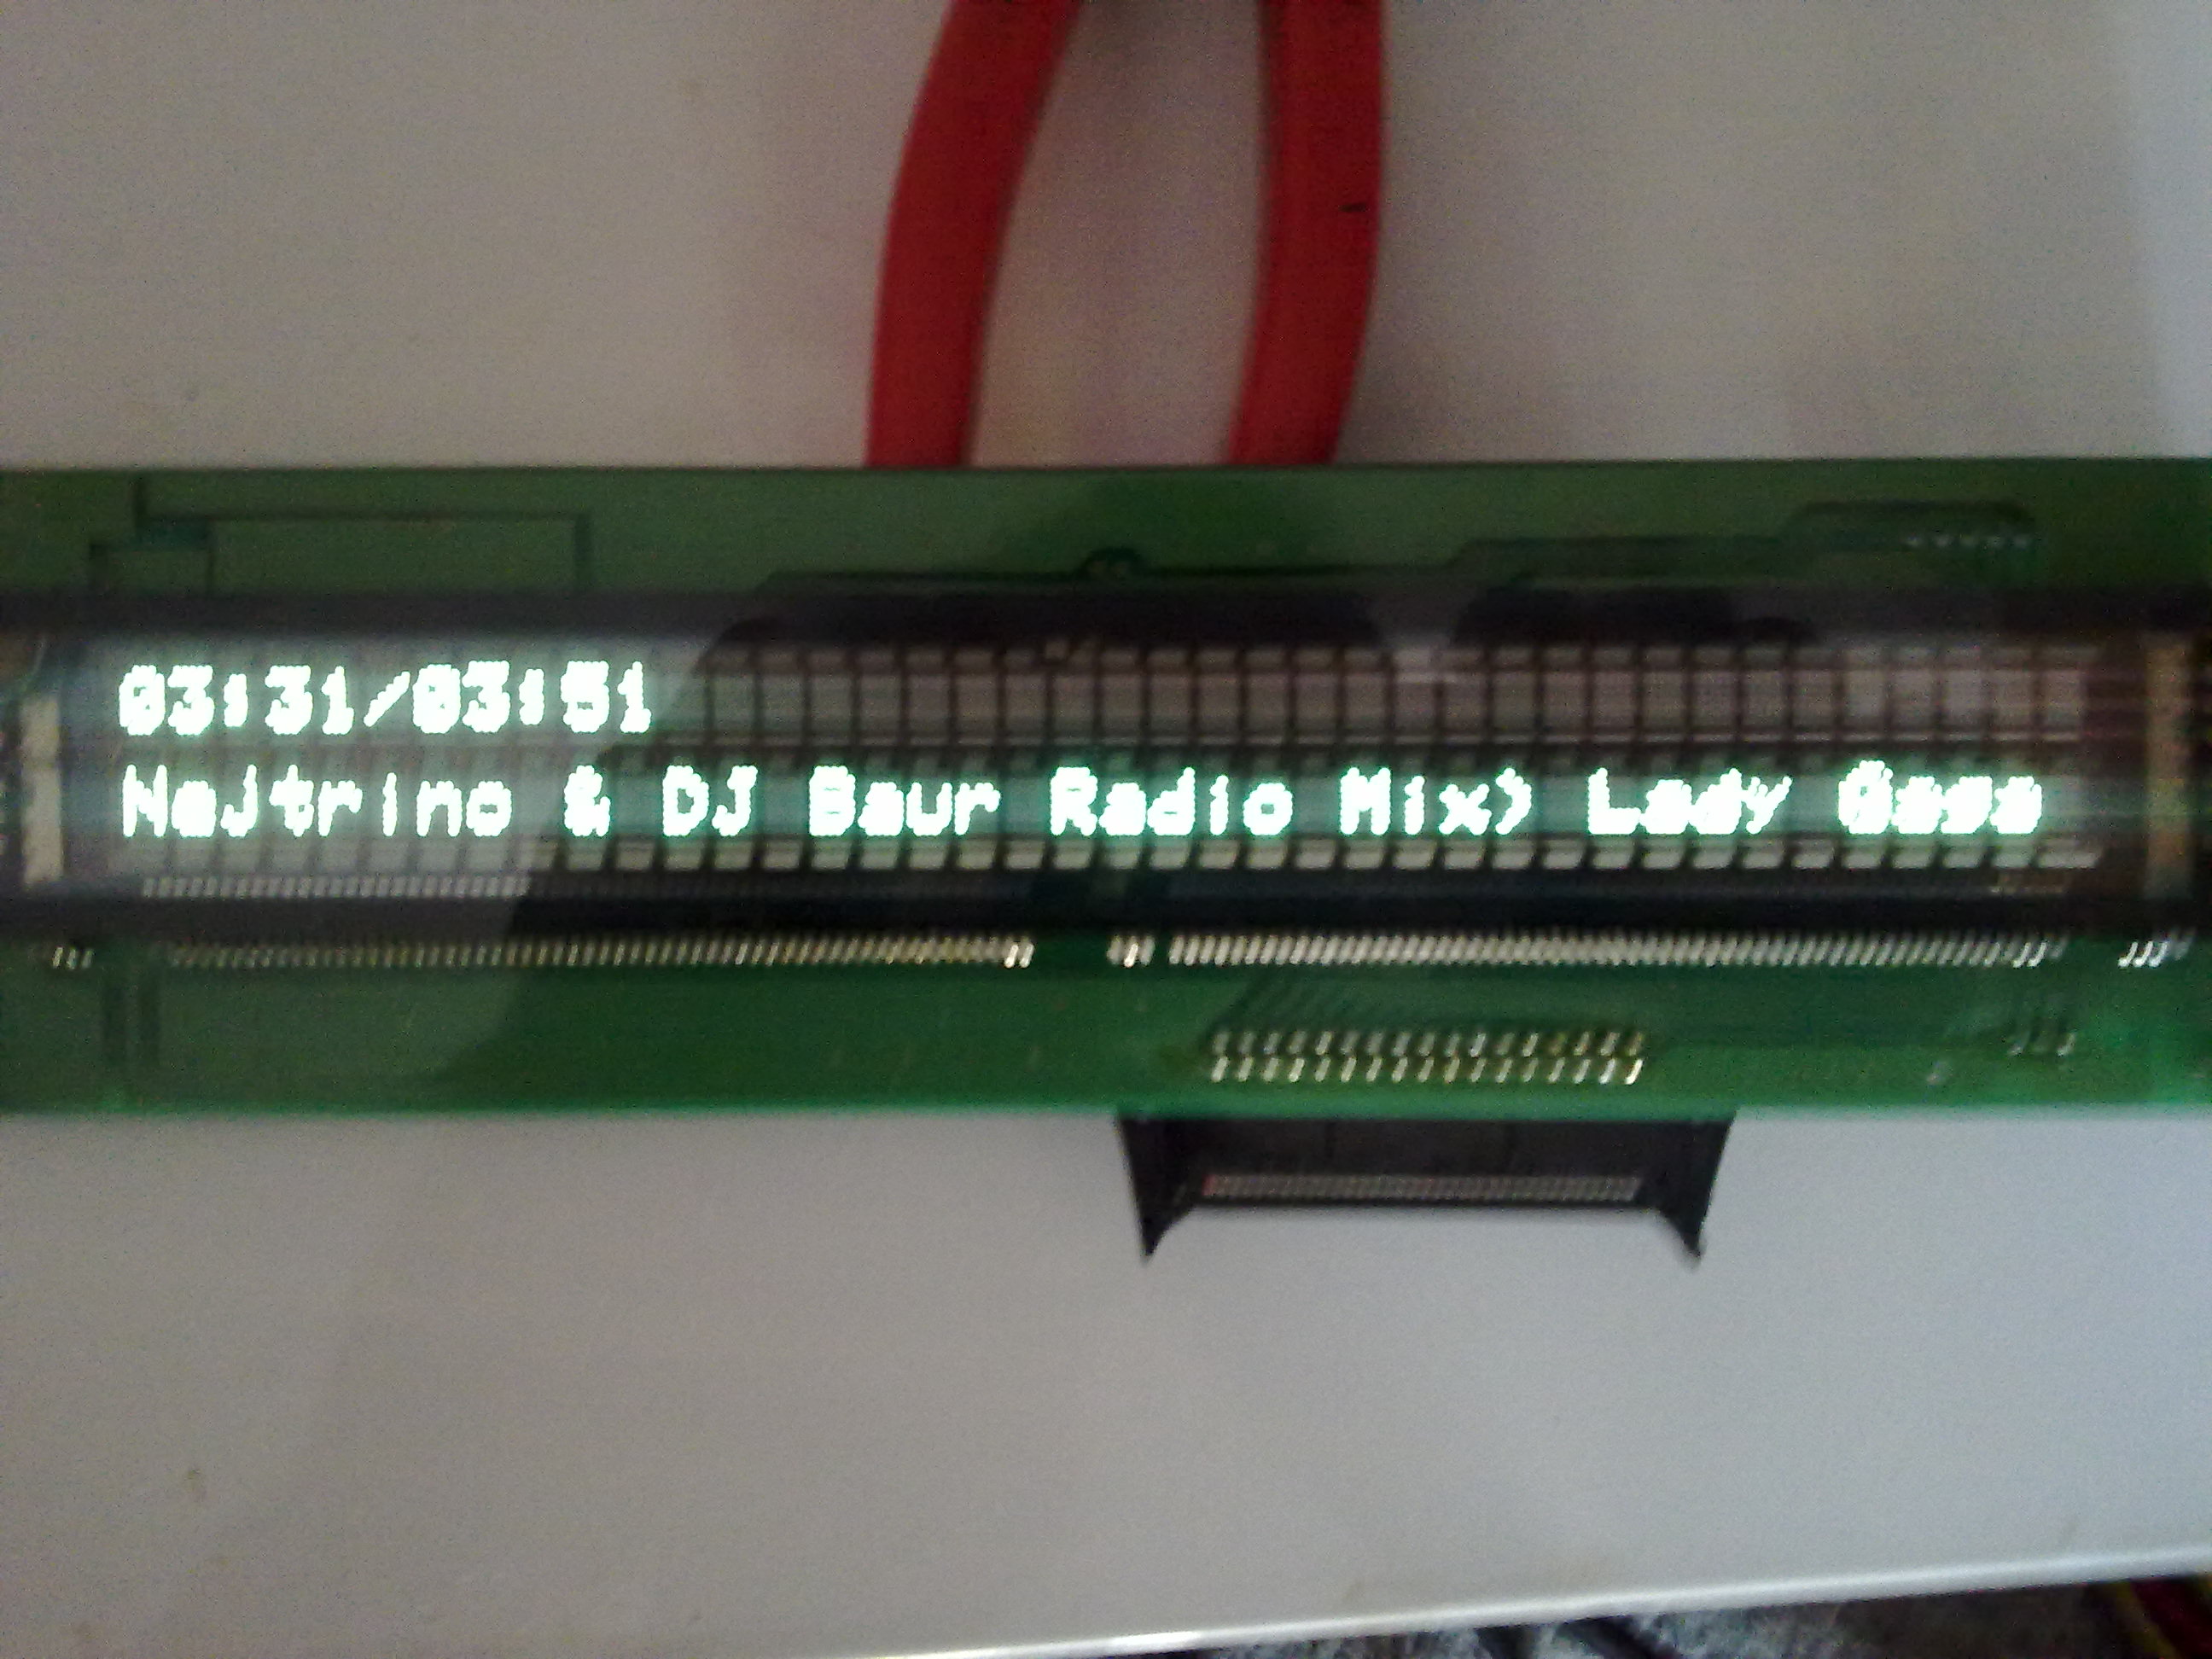 03:31/03:51
Nejtrino & DJ Baur Radio Mix) Lady Gaga